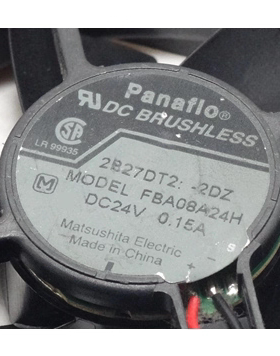 Panaflo®
DC BRUSHLESS
LR 99935
2B27DT2: -2DZ
MODEL FBA08A24H
DC24V 0.15A
Matsushita Electric
Made in China
- +
S